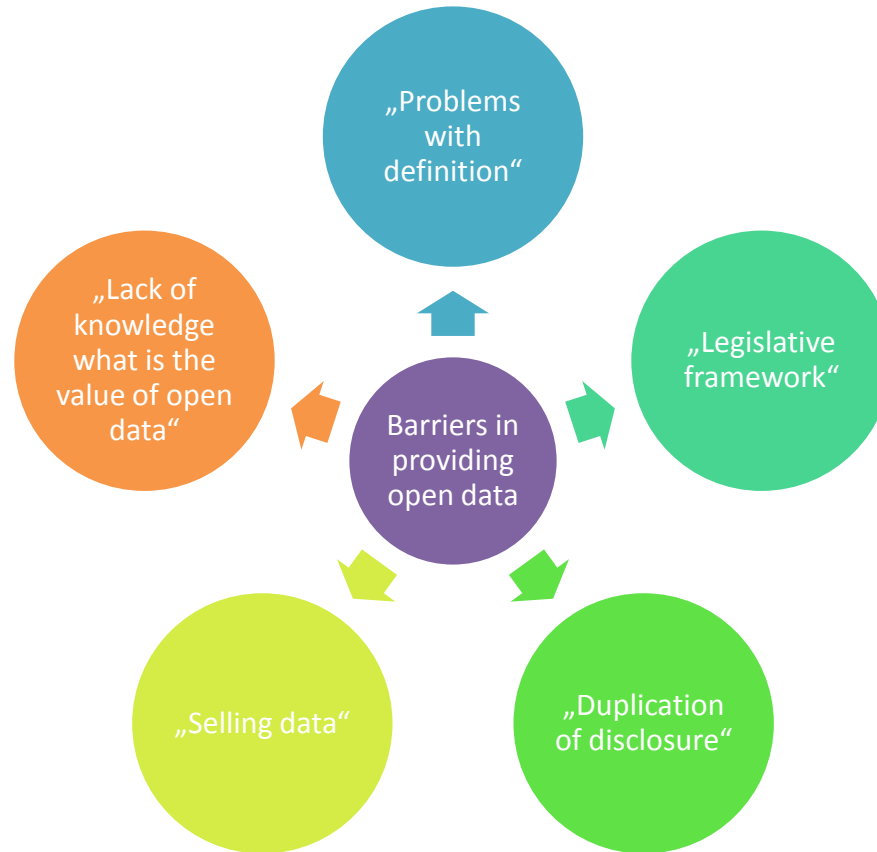 „Problems
with
definition“
„Lack of
knowledge
what is the
value of open
data“
„Legislative
framework“
Barriers in
providing
open data
„Selling data“
„Duplication
of disclosure“